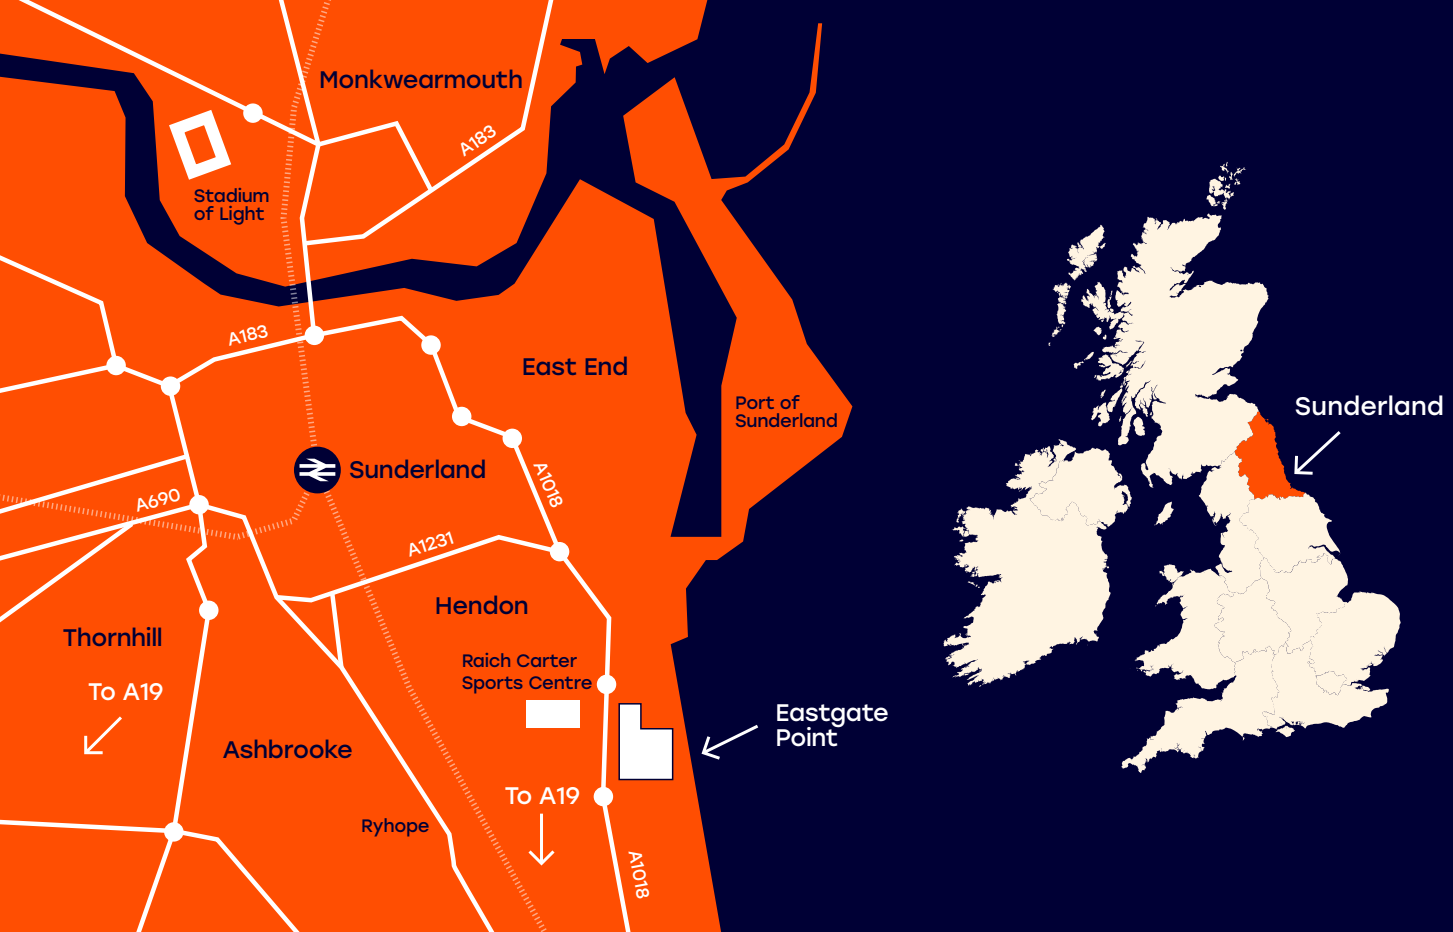 Monkwearmouth
A183
Stadium
of Light
A183
East End
Port of
Sunderland
Sunderland
Sunderland
A1018
A690
A1231
Hendon
Thornhill
Raich Carter
Sports Centre
To A19
Eastgate
Point
Ashbrooke
To A19
Ryhope
A1018